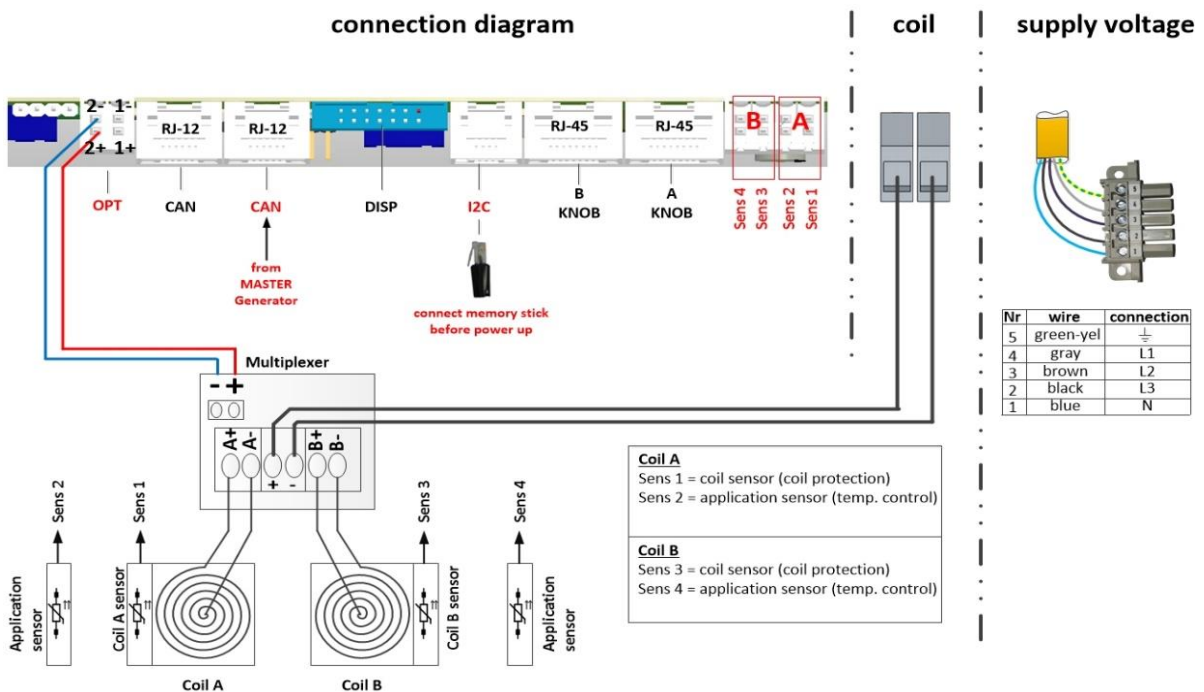 connection diagram
coil
supply voltage
2- 1-
2+ 1+
RJ-12
RJ-12
RJ-45
RJ-45
B
A
OPT
CAN
CAN
DISP
I2C
B
KNOB
A
KNOB
Sens 4
Sens 3
Sens 2
Sens 1
from
MASTER
Generator
connect memory stick
before power up
5
4
3
2
1
Nr wire connection
5 green-yel ⏚
4 gray L1
3 brown L2
2 black L3
1 blue N
Multiplexer
- +
A+
A-
B+
B-
+
-
Coil A
Sens 1 = coil sensor (coil protection)
Sens 2 = application sensor (temp. control)
Coil B
Sens 3 = coil sensor (coil protection)
Sens 4 = application sensor (temp. control)
Sens 2
Sens 1
Sens 3
Sens 4
Application
sensor
Coil A sensor
Coil B sensor
Application
sensor
Coil A
Coil B